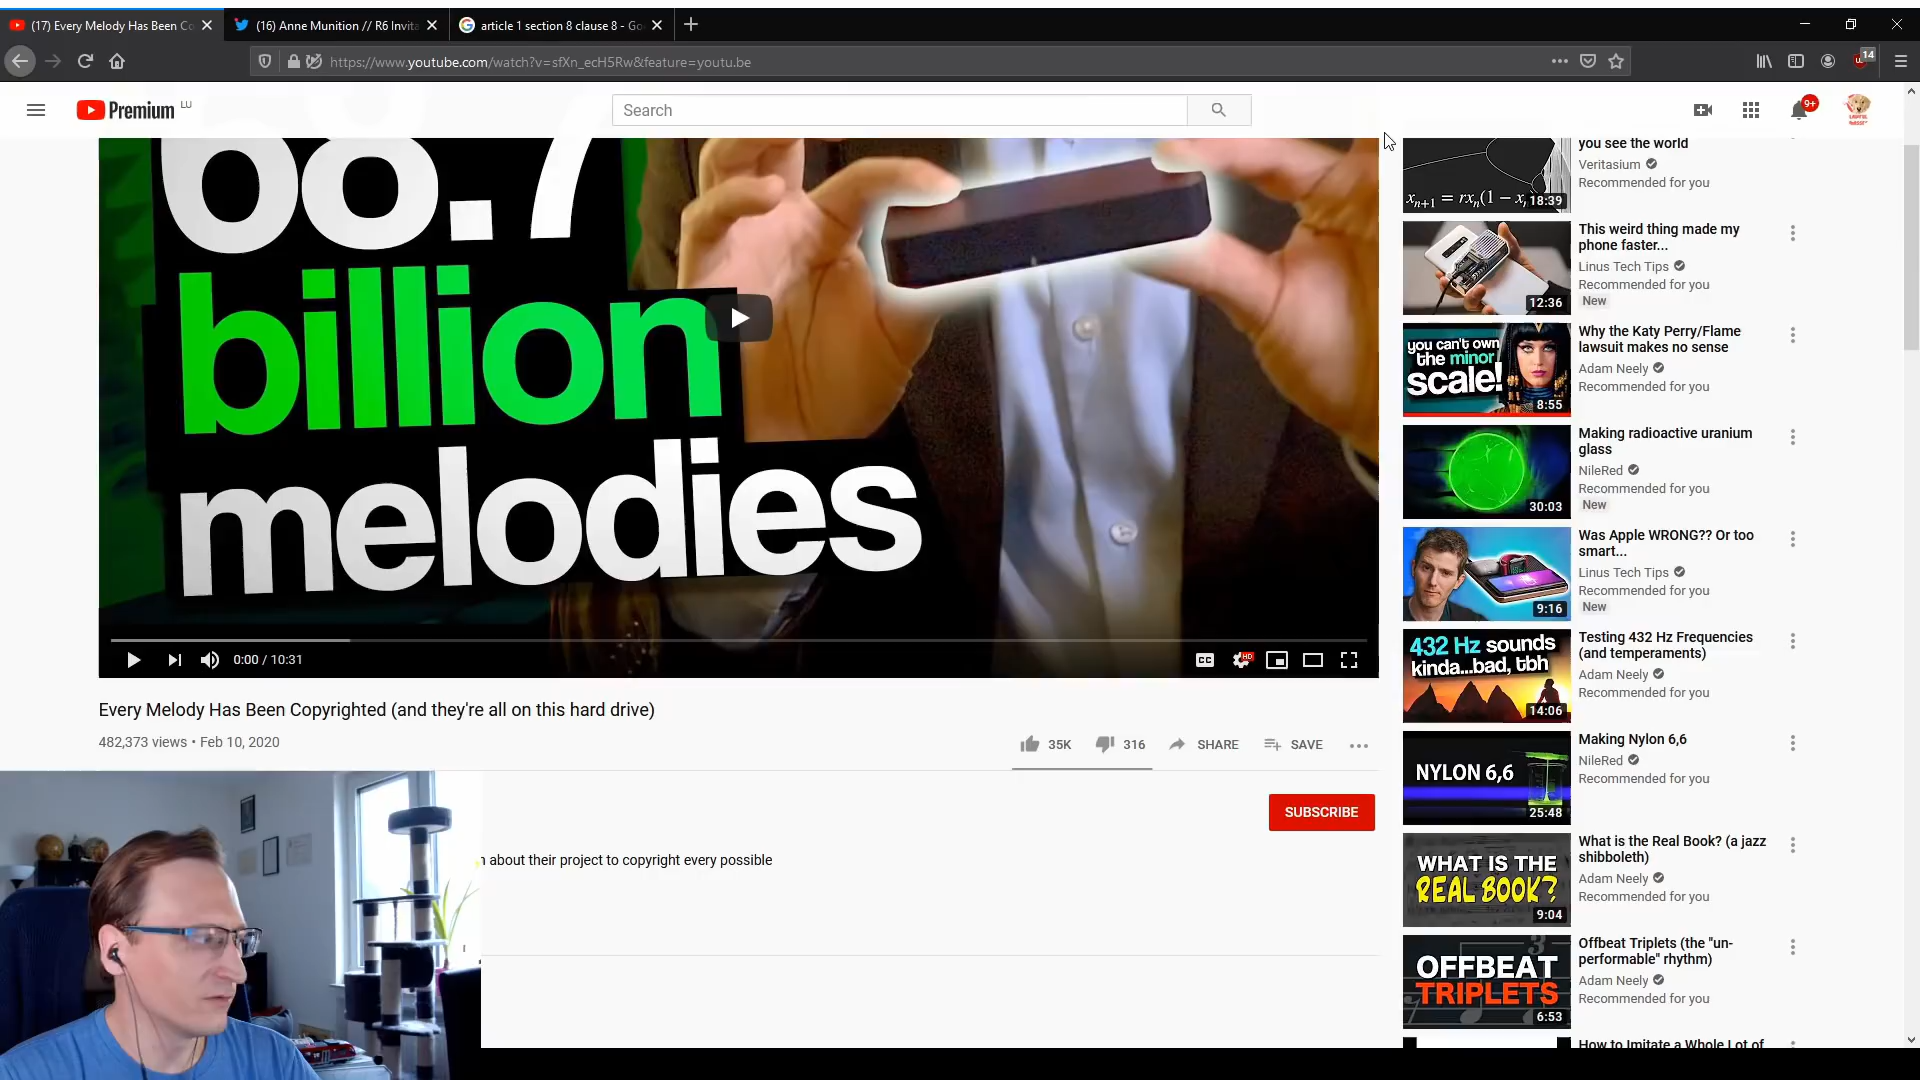 (17) Every Melody Has Been Co
(16) Anne Munition // R6 Invita
article 1 section 8 clause 8 - Go
https://www.youtube.com/watch?v=sfXn_ecH5Rw&feature=youtu.be
14
Premium LU
Search
9+
68.7
billion
melodies
0:00 / 10:31
CC
HD
Every Melody Has Been Copyrighted (and they're all on this hard drive)
482,373 views • Feb 10, 2020
35K
316
SHARE
SAVE
SUBSCRIBE
about their project to copyright every possible
you see the world
Veritasium
Recommended for you
18:39
This weird thing made my
phone faster...
Linus Tech Tips
Recommended for you
New
12:36
you can't own
the minor
scale!
8:55
Why the Katy Perry/Flame
lawsuit makes no sense
Adam Neely
Recommended for you
Making radioactive uranium
glass
NileRed
Recommended for you
New
30:03
Was Apple WRONG?? Or too
smart...
Linus Tech Tips
Recommended for you
New
9:16
432 Hz sounds
kinda...bad, tbh
14:06
Testing 432 Hz Frequencies
(and temperaments)
Adam Neely
Recommended for you
NYLON 6,6
25:48
Making Nylon 6,6
NileRed
Recommended for you
WHAT IS THE
REAL BOOK?
9:04
What is the Real Book? (a jazz
shibboleth)
Adam Neely
Recommended for you
OFFBEAT
TRIPLETS
6:53
Offbeat Triplets (the "un-
performable" rhythm)
Adam Neely
Recommended for you
How to Imitate a Whole Lot of